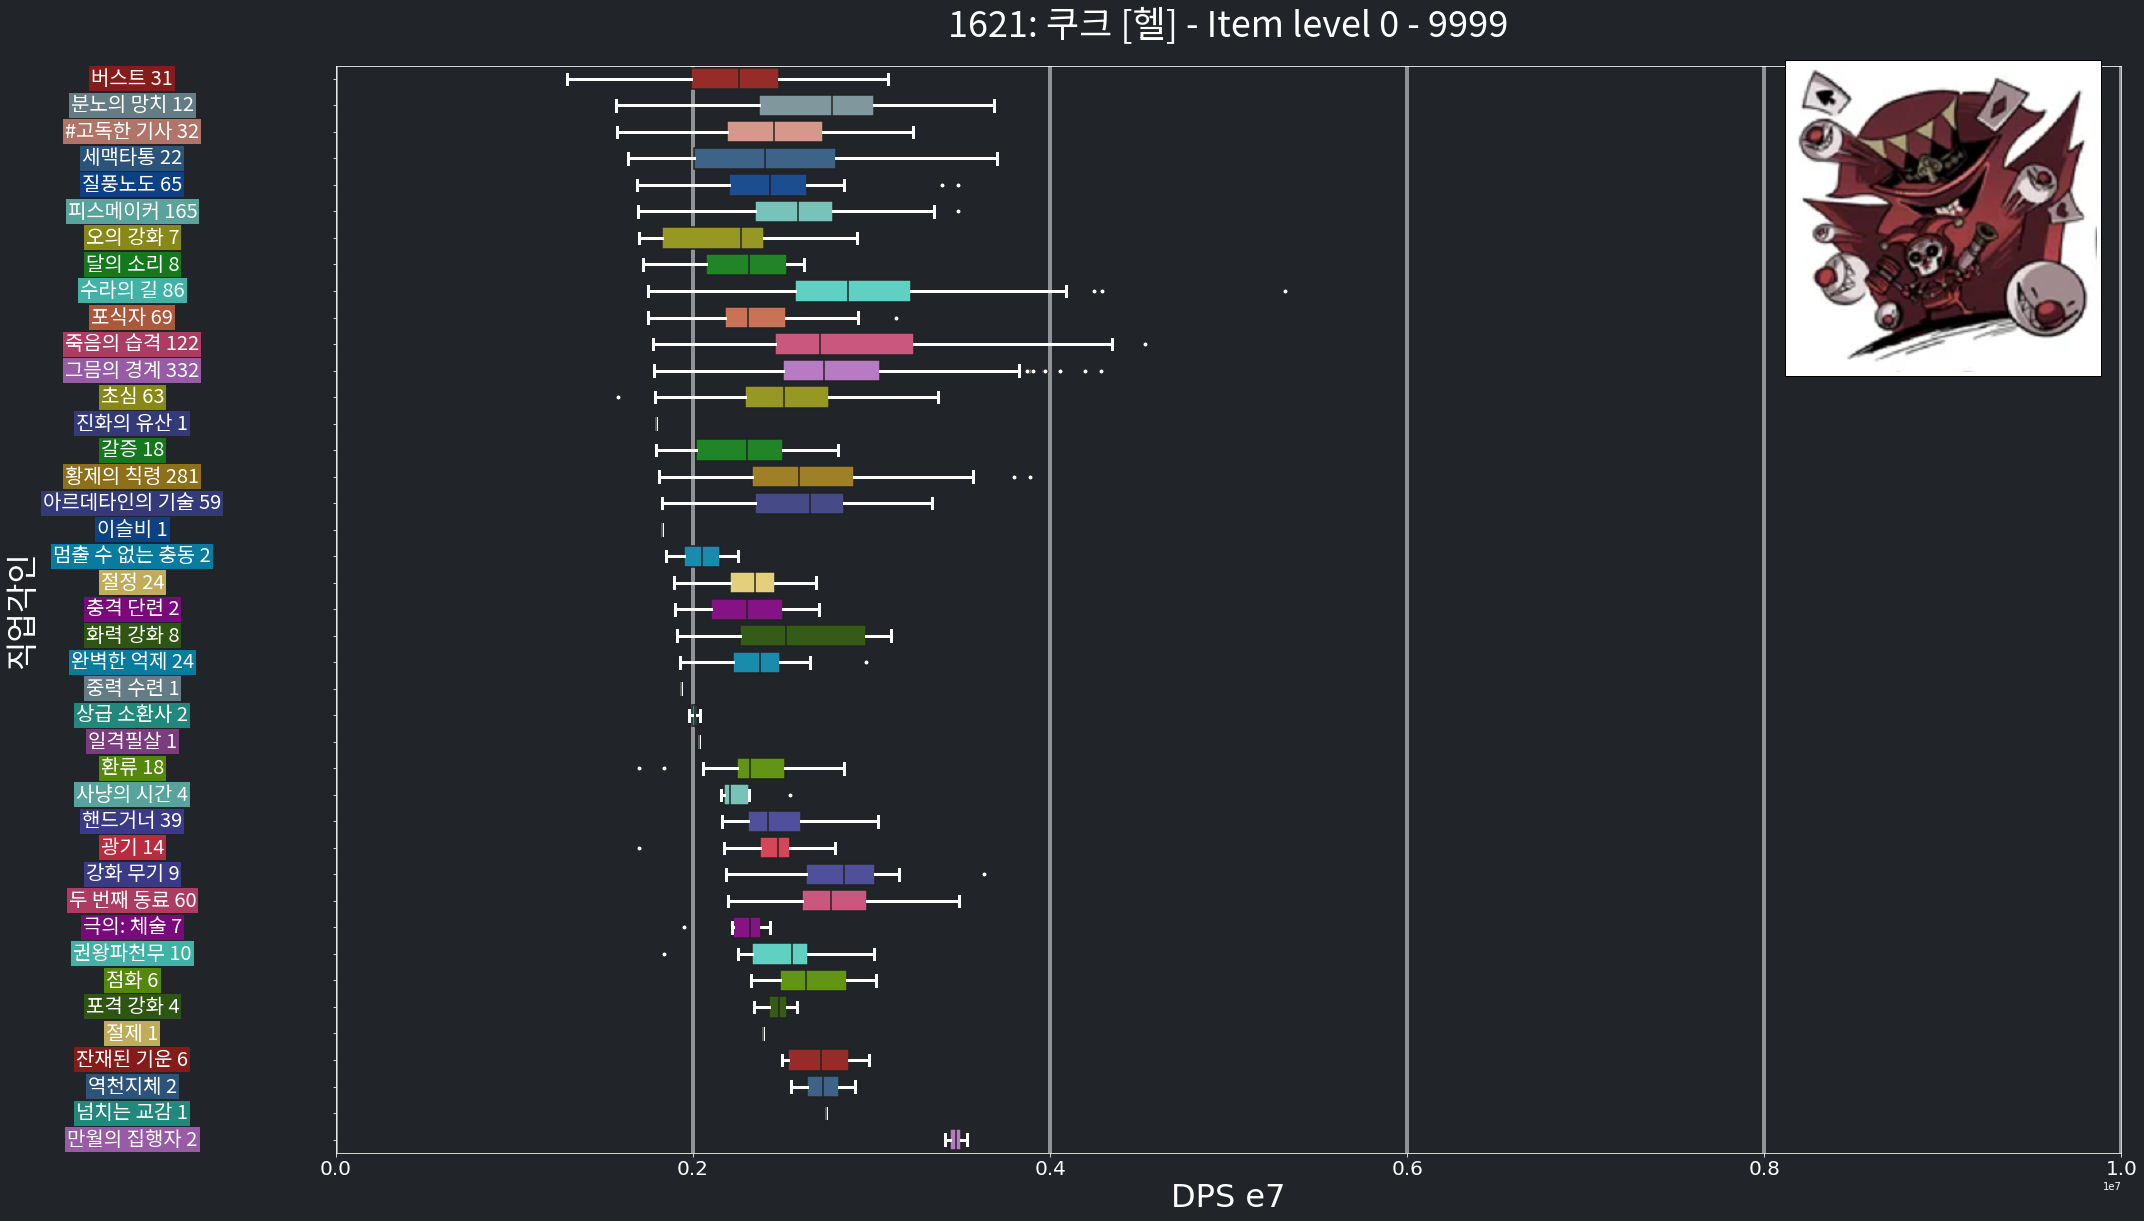 1621: 쿠크 [헬] - Item level 0 - 9999
직업각인
버스트 31
분노의 망치 12
#고독한 기사 32
세맥타통 22
질풍노도 65
피스메이커 165
오의 강화 7
달의 소리 8
수라의 길 86
포식자 69
죽음의 습격 122
그믐의 경계 332
초심 63
진화의 유산 1
갈증 18
황제의 칙령 281
아르데타인의 기술 59
이슬비 1
멈출 수 없는 충동 2
절정 24
충격 단련 2
화력 강화 8
완벽한 억제 24
중력 수련 1
상급 소환사 2
일격필살 1
환류 18
사냥의 시간 4
핸드거너 39
광기 14
강화 무기 9
두 번째 동료 60
극의: 체술 7
권왕파천무 10
점화 6
포격 강화 4
절제 1
잔재된 기운 6
역천지체 2
넘치는 교감 1
만월의 집행자 2
0.0 0.2 0.4 0.6 0.8 1.0
1e7
DPS e7